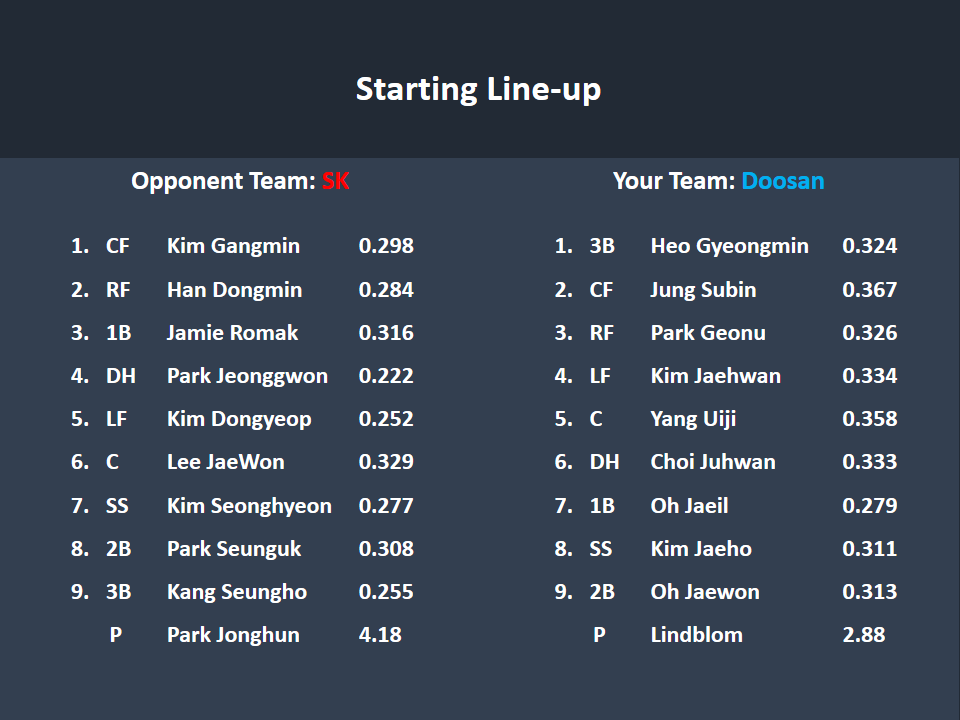 Starting Line-up
Opponent Team: SK
1. CF Kim Gangmin 0.298
2. RF Han Dongmin 0.284
3. 1B Jamie Romak 0.316
4. DH Park Jeonggwon 0.222
5. LF Kim Dongyeop 0.252
6. C Lee JaeWon 0.329
7. SS Kim Seonghyeon 0.277
8. 2B Park Seunguk 0.308
9. 3B Kang Seungho 0.255
P Park Jonghun 4.18
Your Team: Doosan
1. 3B Heo Gyeongmin 0.324
2. CF Jung Subin 0.367
3. RF Park Geonu 0.326
4. LF Kim Jaehwan 0.334
5. C Yang Uiji 0.358
6. DH Choi Juhwan 0.333
7. 1B Oh Jaeil 0.279
8. SS Kim Jaeho 0.311
9. 2B Oh Jaewon 0.313
P Lindblom 2.88